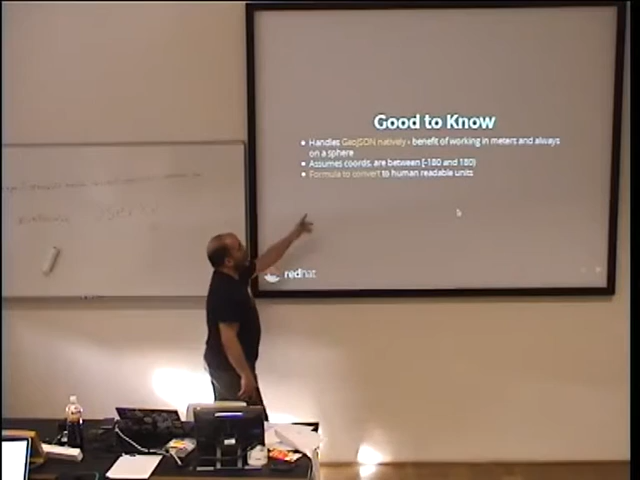 Good to Know
• Handles GeoJSON natively - benefit of working in meters and always
on a sphere
• Assumes coords. are between [-180 and 180)
• Formula to convert to human readable units
redhat